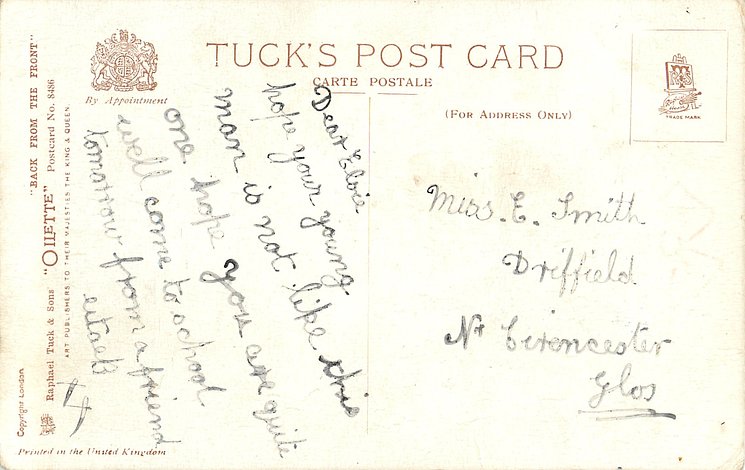 TUCK'S POST CARD
CARTE POSTALE
By Appointment
(FOR ADDRESS ONLY)
TRADE MARK
"BACK FROM THE FRONT"
Raphael Tuck & Sons' "OILETTE" Postcard No. 8486
ART PUBLISHERS TO THEIR MAJESTIES THE KING & QUEEN.
Copyright London
Printed in the United Kingdom
Dear Elsie
hope your young
man is not like this
one hope you are quite
well come to school
tomorrow from a friend
Miss. E. Smith
Driffield
Nr Cirencester
Glos